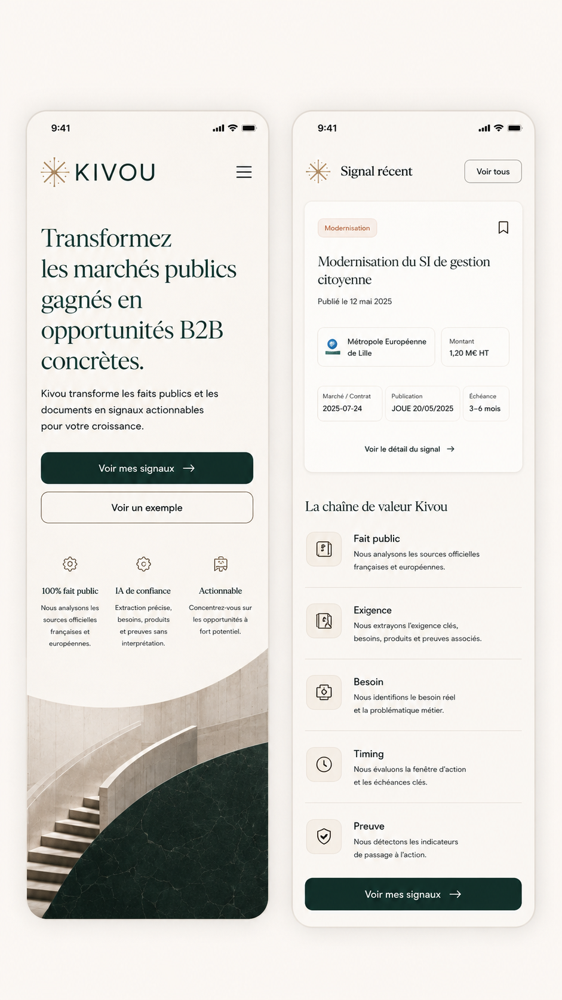 9:41
KIVOU
Transformez
les marchés publics
gagnés en
opportunités B2B
concrètes.
Kivou transforme les faits publics et les
documents en signaux actionnables
pour votre croissance.
Voir mes signaux →
Voir un exemple
100% fait public
Nous analysons les
sources officielles
françaises et
européennes.
IA de confiance
Extraction précise,
besoins, produits
et preuves sans
interprétation.
Actionnable
Concentrez-vous sur
les opportunités à
fort potentiel.
9:41
Signal récent
Voir tous
Modernisation
Modernisation du SI de gestion
citoyenne
Publié le 12 mai 2025
Métropole Européenne
de Lille
Montant
1,20 M€ HT
Marché / Contrat
2025-07-24
Publication
JOUE 20/05/2025
Échéance
3–6 mois
Voir le détail du signal →
La chaîne de valeur Kivou
Fait public
Nous analysons les sources officielles
françaises et européennes.
Exigence
Nous extrayons l'exigence clés,
besoins, produits et preuves associés.
Besoin
Nous identifions le besoin réel
et la problématique métier.
Timing
Nous évaluons la fenêtre d'action
et les échéances clés.
Preuve
Nous détectons les indicateurs
de passage à l'action.
Voir mes signaux →